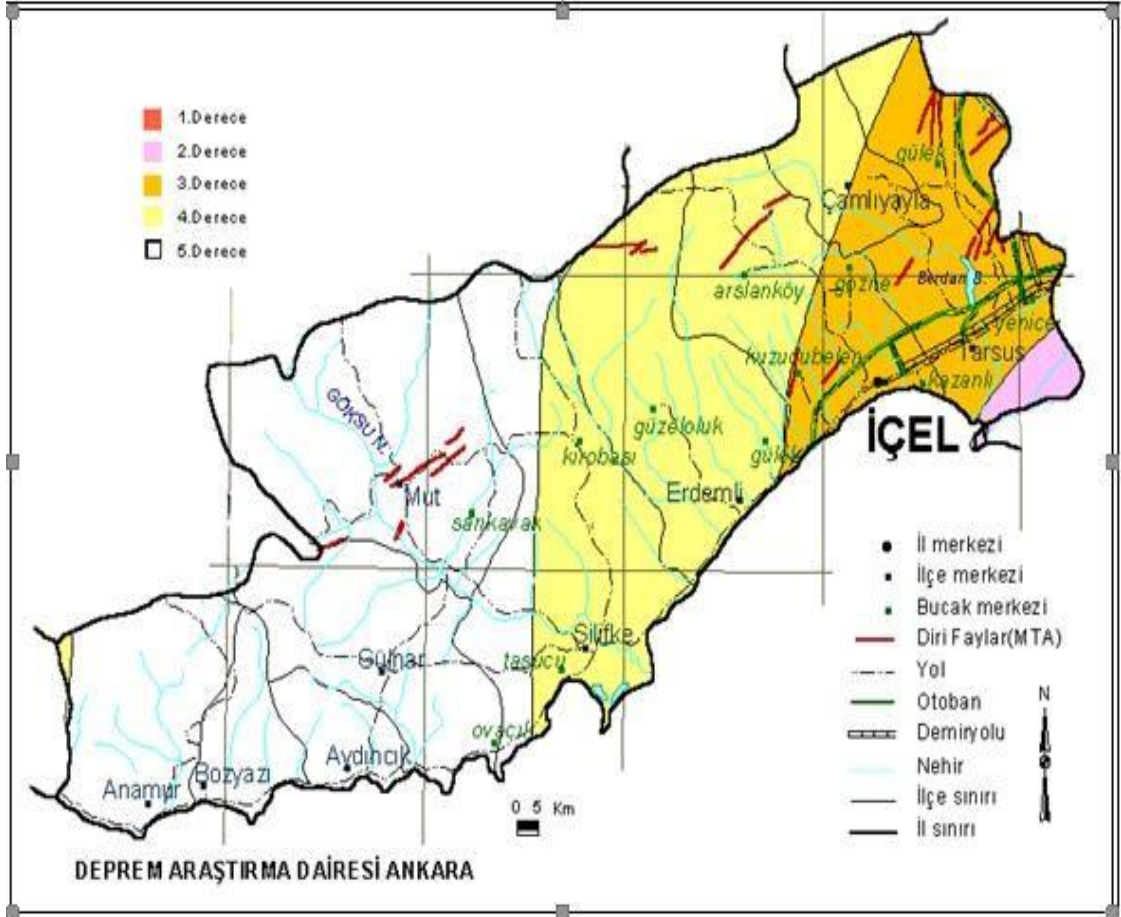 1.Derece
2.Derece
3.Derece
4.Derece
5.Derece
gülek
Çamlıyayla
arslanköy
gözne
Berdan B.
yenice
Tarsus
kuzucubelen
kazanlı
İÇEL
GÖKSU N.
güzeloluk
kırobası
gülek
Erdemli
Mut
sarıkavak
Silifke
taşucu
Gülnar
ovacık
Aydıncık
Bozyazı
Anamur
İl merkezi
İlçe merkezi
Bucak merkezi
Diri Faylar(MTA)
Yol
Otoban
Demiryolu
Nehir
İlçe sınırı
İl sınırı
N
0 5 Km
DEPREM ARAŞTIRMA DAİRESİ ANKARA